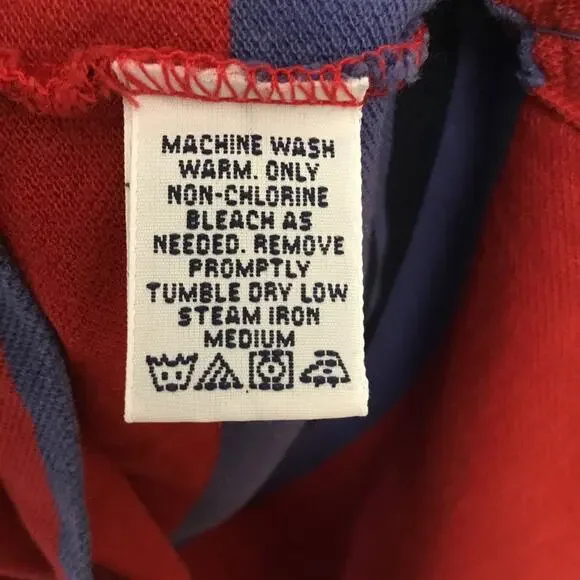 MACHINE WASH
WARM. ONLY
NON-CHLORINE
BLEACH AS
NEEDED. REMOVE
PROMPTLY
TUMBLE DRY LOW
STEAM IRON
MEDIUM